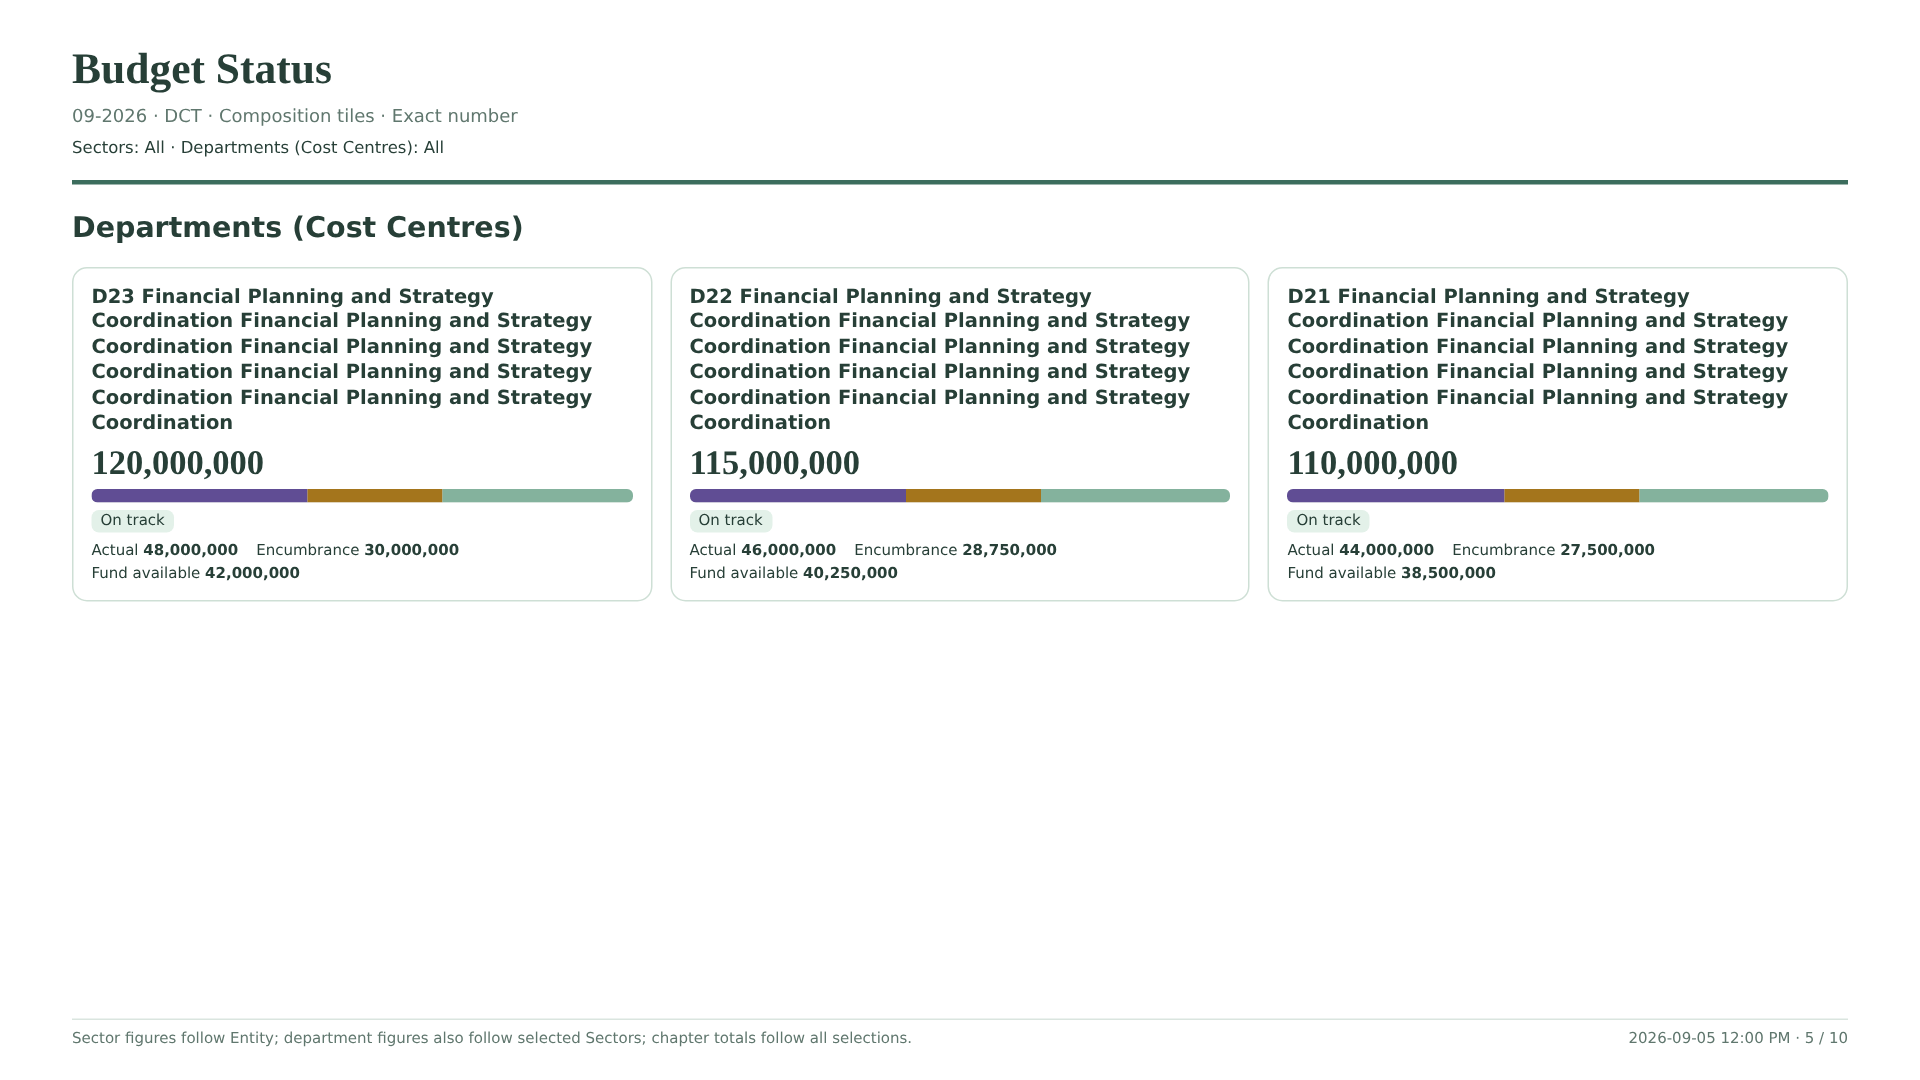 Budget Status
09-2026 · DCT · Composition tiles · Exact number
Sectors: All · Departments (Cost Centres): All
Departments (Cost Centres)
D23 Financial Planning and Strategy
Coordination Financial Planning and Strategy
Coordination Financial Planning and Strategy
Coordination Financial Planning and Strategy
Coordination Financial Planning and Strategy
Coordination
120,000,000
On track
Actual 48,000,000 Encumbrance 30,000,000
Fund available 42,000,000
D22 Financial Planning and Strategy
Coordination Financial Planning and Strategy
Coordination Financial Planning and Strategy
Coordination Financial Planning and Strategy
Coordination Financial Planning and Strategy
Coordination
115,000,000
On track
Actual 46,000,000 Encumbrance 28,750,000
Fund available 40,250,000
D21 Financial Planning and Strategy
Coordination Financial Planning and Strategy
Coordination Financial Planning and Strategy
Coordination Financial Planning and Strategy
Coordination Financial Planning and Strategy
Coordination
110,000,000
On track
Actual 44,000,000 Encumbrance 27,500,000
Fund available 38,500,000
Sector figures follow Entity; department figures also follow selected Sectors; chapter totals follow all selections.
2026-09-05 12:00 PM · 5 / 10